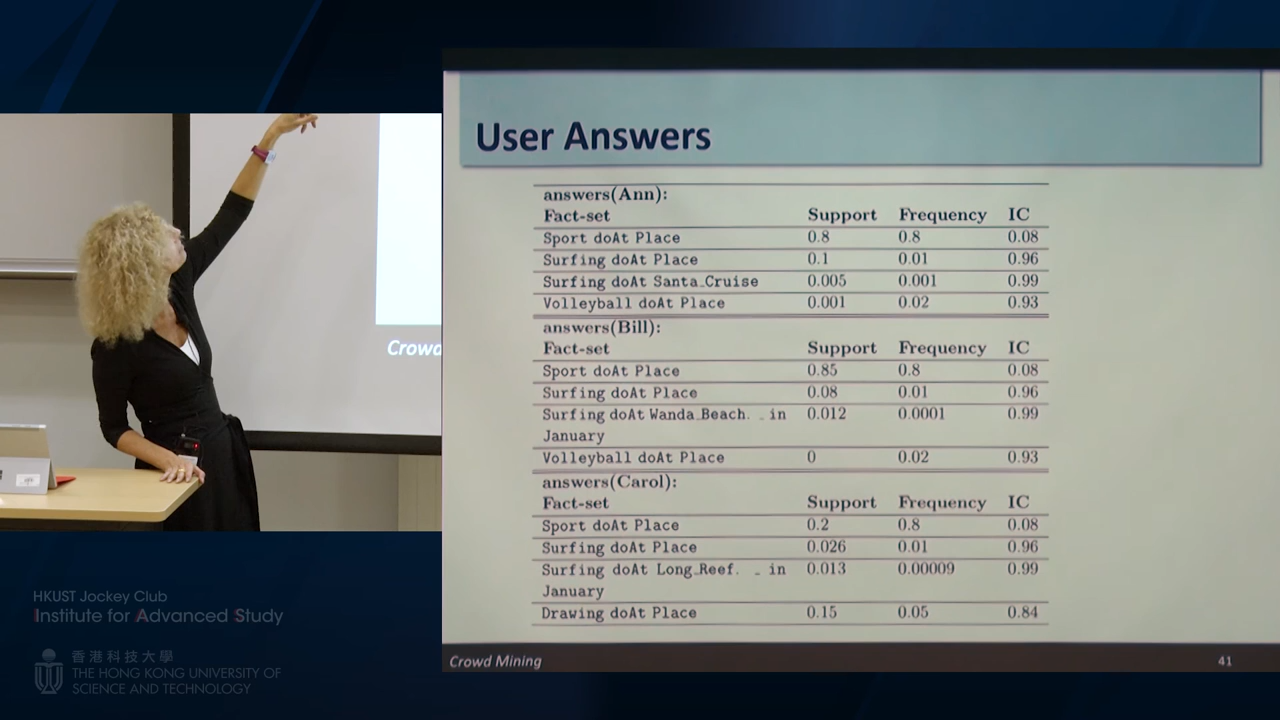 User Answers
answers(Ann):
Fact-set Support Frequency IC
Sport doAt Place 0.8 0.8 0.08
Surfing doAt Place 0.1 0.01 0.96
Surfing doAt Santa_Cruise 0.005 0.001 0.99
Volleyball doAt Place 0.001 0.02 0.93
answers(Bill):
Fact-set Support Frequency IC
Sport doAt Place 0.85 0.8 0.08
Surfing doAt Place 0.08 0.01 0.96
Surfing doAt Wanda_Beach. _ in 0.012 0.0001 0.99
January
Volleyball doAt Place 0 0.02 0.93
answers(Carol):
Fact-set Support Frequency IC
Sport doAt Place 0.2 0.8 0.08
Surfing doAt Place 0.026 0.01 0.96
Surfing doAt Long_Reef. _ in 0.013 0.00009 0.99
January
Drawing doAt Place 0.15 0.05 0.84
Crowd Mining 41
Crowd
HKUST Jockey Club
Institute for Advanced Study
香港科技大學
THE HONG KONG UNIVERSITY OF
SCIENCE AND TECHNOLOGY